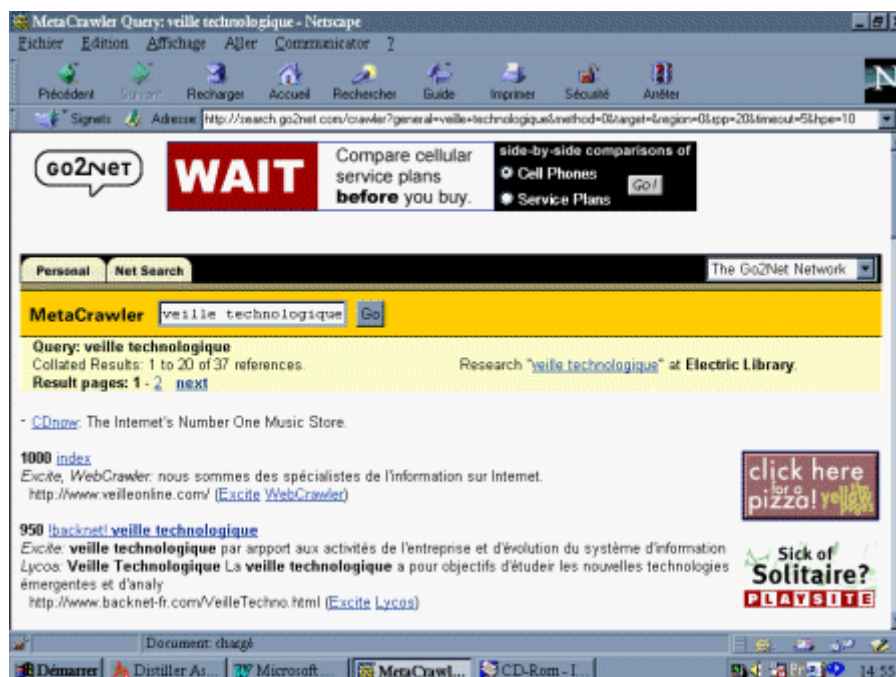 MetaCrawler Query: veille technologique - Netscape
Fichier Edition Affichage Aller Communicator ?
Précédent Suivant Recharger Accueil Rechercher Guide Imprimer Sécurité Arrêter
N
Signets Adresse http://search.go2net.com/crawler?general=veille+technologique&method=0&target=&region=0&rpp=20&timeout=5&hpe=10
GO2NET
WAIT
Compare cellular
service plans
before you buy.
side-by-side comparisons of
Cell Phones
Service Plans
Go!
Personal Net Search The Go2Net Network
MetaCrawler veille technologique Go
Query: veille technologique
Collated Results: 1 to 20 of 37 references. Research "veille technologique" at Electric Library.
Result pages: 1 - 2 next
- CDnow: The Internet's Number One Music Store.
1000 index
Excite, WebCrawler: nous sommes des spécialistes de l'information sur Internet.
http://www.veilleonline.com/ (Excite WebCrawler)
click here
for a
pizza! yellow
pages
950 !backnet! veille technologique
Excite: veille technologique par arpport aux activités de l'entreprise et d'évolution du système d'information
Lycos: Veille Technologique La veille technologique a pour objectifs d'étudeir les nouvelles technologies
émergentes et d'analy
http://www.backnet-fr.com/VeilleTechno.html (Excite Lycos)
Sick of
Solitaire?
PLAYSITE
Document: chargé
Démarrer Distiller As... Microsoft ... MetaCrawl... CD-Rom - I... 14:55